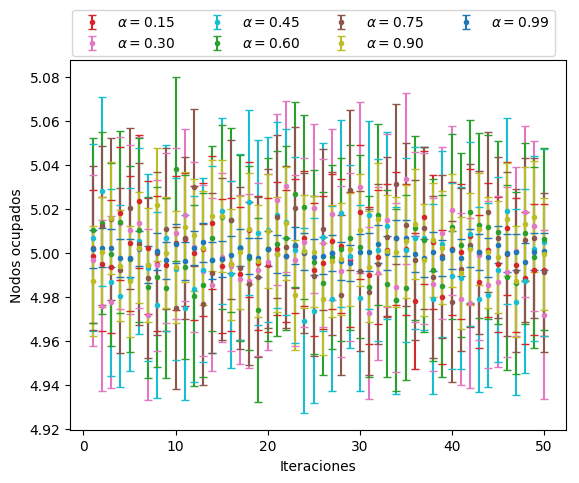 α = 0.15 α = 0.45 α = 0.75 α = 0.99
α = 0.30 α = 0.60 α = 0.90
5.08
5.06
5.04
5.02
5.00
4.98
4.96
4.94
4.92
Nodos ocupados
0 10 20 30 40 50
Iteraciones